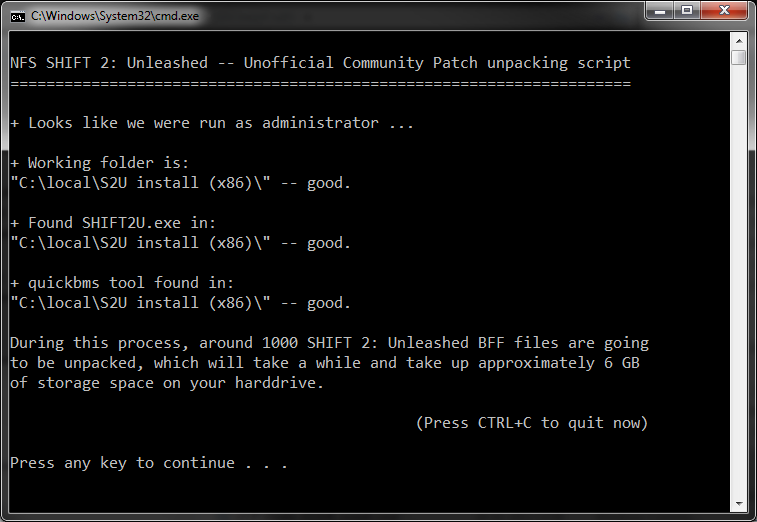 C:\Windows\System32\cmd.exe
NFS SHIFT 2: Unleashed -- Unofficial Community Patch unpacking script
=====================================================================
+ Looks like we were run as administrator ...
+ Working folder is:
"C:\local\S2U install (x86)\" -- good.
+ Found SHIFT2U.exe in:
"C:\local\S2U install (x86)\" -- good.
+ quickbms tool found in:
"C:\local\S2U install (x86)\" -- good.
During this process, around 1000 SHIFT 2: Unleashed BFF files are going
to be unpacked, which will take a while and take up approximately 6 GB
of storage space on your harddrive.
(Press CTRL+C to quit now)
Press any key to continue . . .